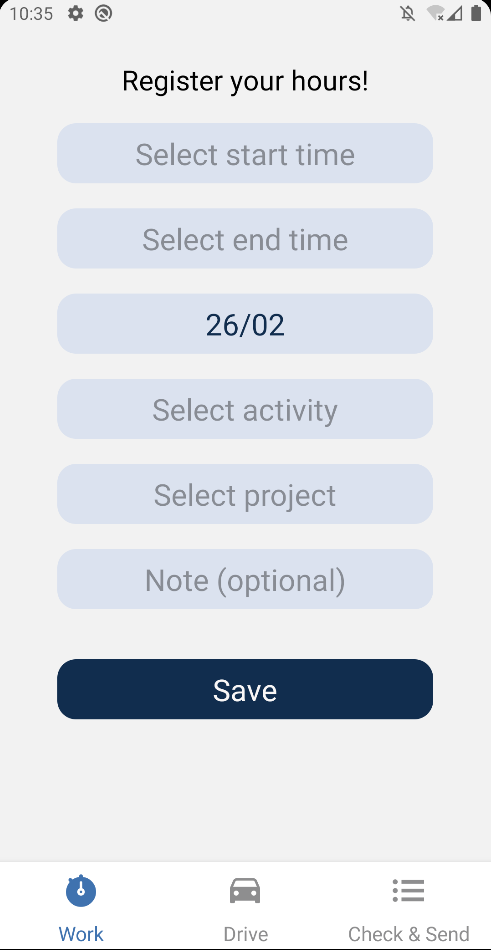 10:35
Register your hours!
Select start time
Select end time
26/02
Select activity
Select project
Note (optional)
Save
Work
Drive
Check & Send